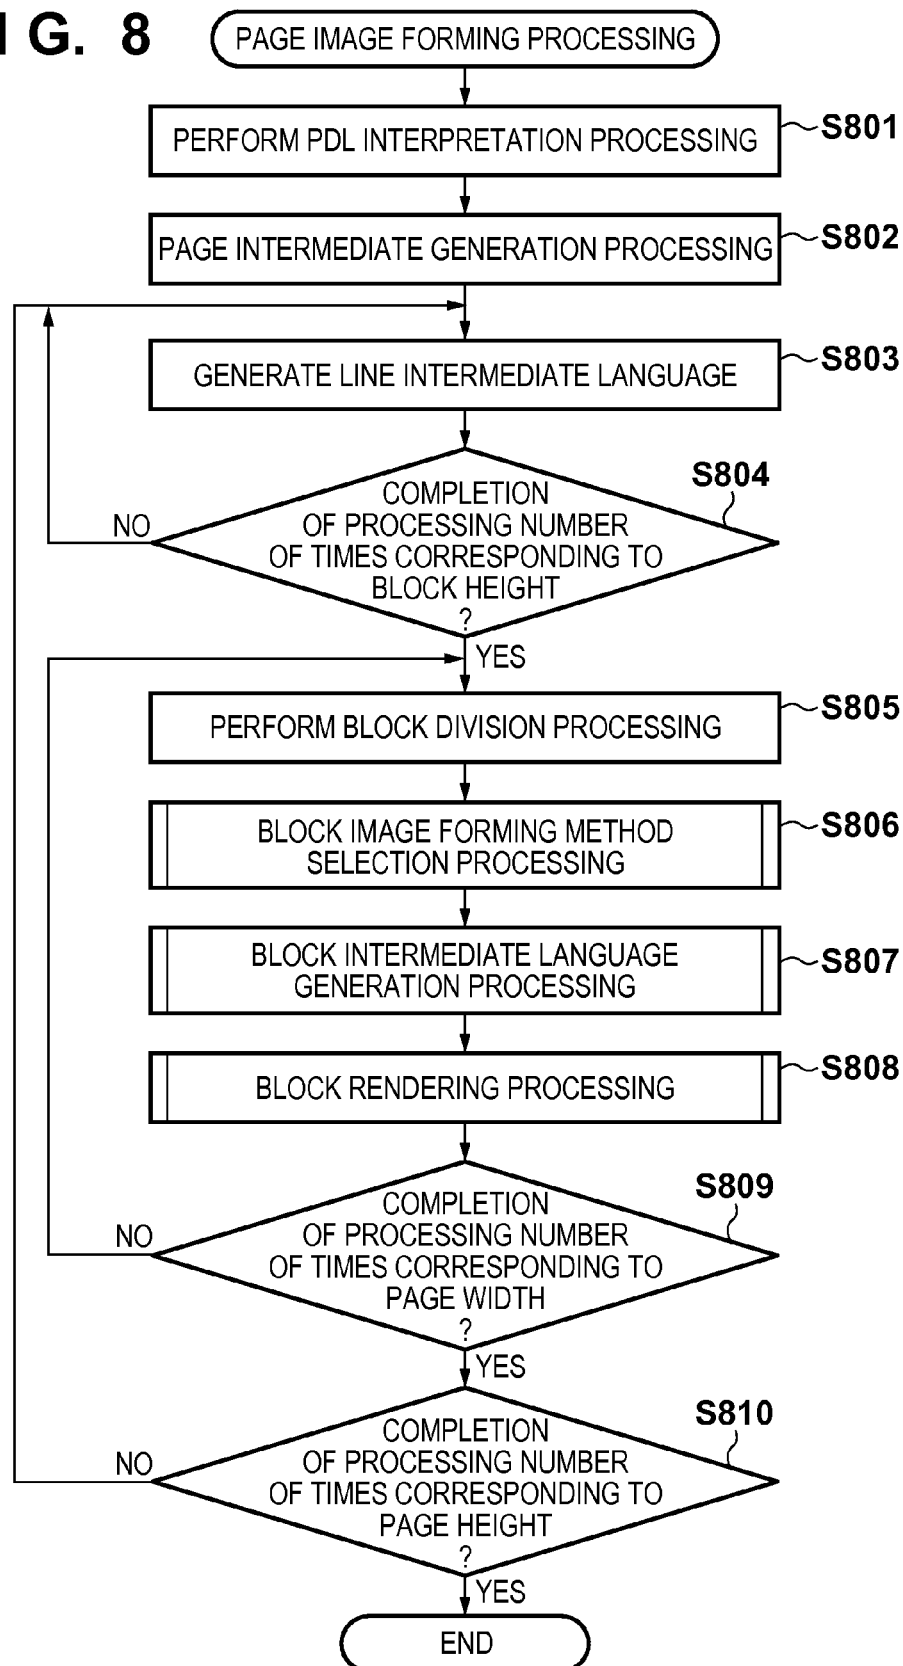 I G. 8
PAGE IMAGE FORMING PROCESSING
PERFORM PDL INTERPRETATION PROCESSING
S801
PAGE INTERMEDIATE GENERATION PROCESSING
S802
GENERATE LINE INTERMEDIATE LANGUAGE
S803
S804
COMPLETION
OF PROCESSING NUMBER
OF TIMES CORRESPONDING TO
BLOCK HEIGHT
?
NO
YES
PERFORM BLOCK DIVISION PROCESSING
S805
BLOCK IMAGE FORMING METHOD
SELECTION PROCESSING
S806
BLOCK INTERMEDIATE LANGUAGE
GENERATION PROCESSING
S807
BLOCK RENDERING PROCESSING
S808
S809
COMPLETION
OF PROCESSING NUMBER
OF TIMES CORRESPONDING TO
PAGE WIDTH
?
NO
YES
S810
COMPLETION
OF PROCESSING NUMBER
OF TIMES CORRESPONDING TO
PAGE HEIGHT
?
NO
YES
END